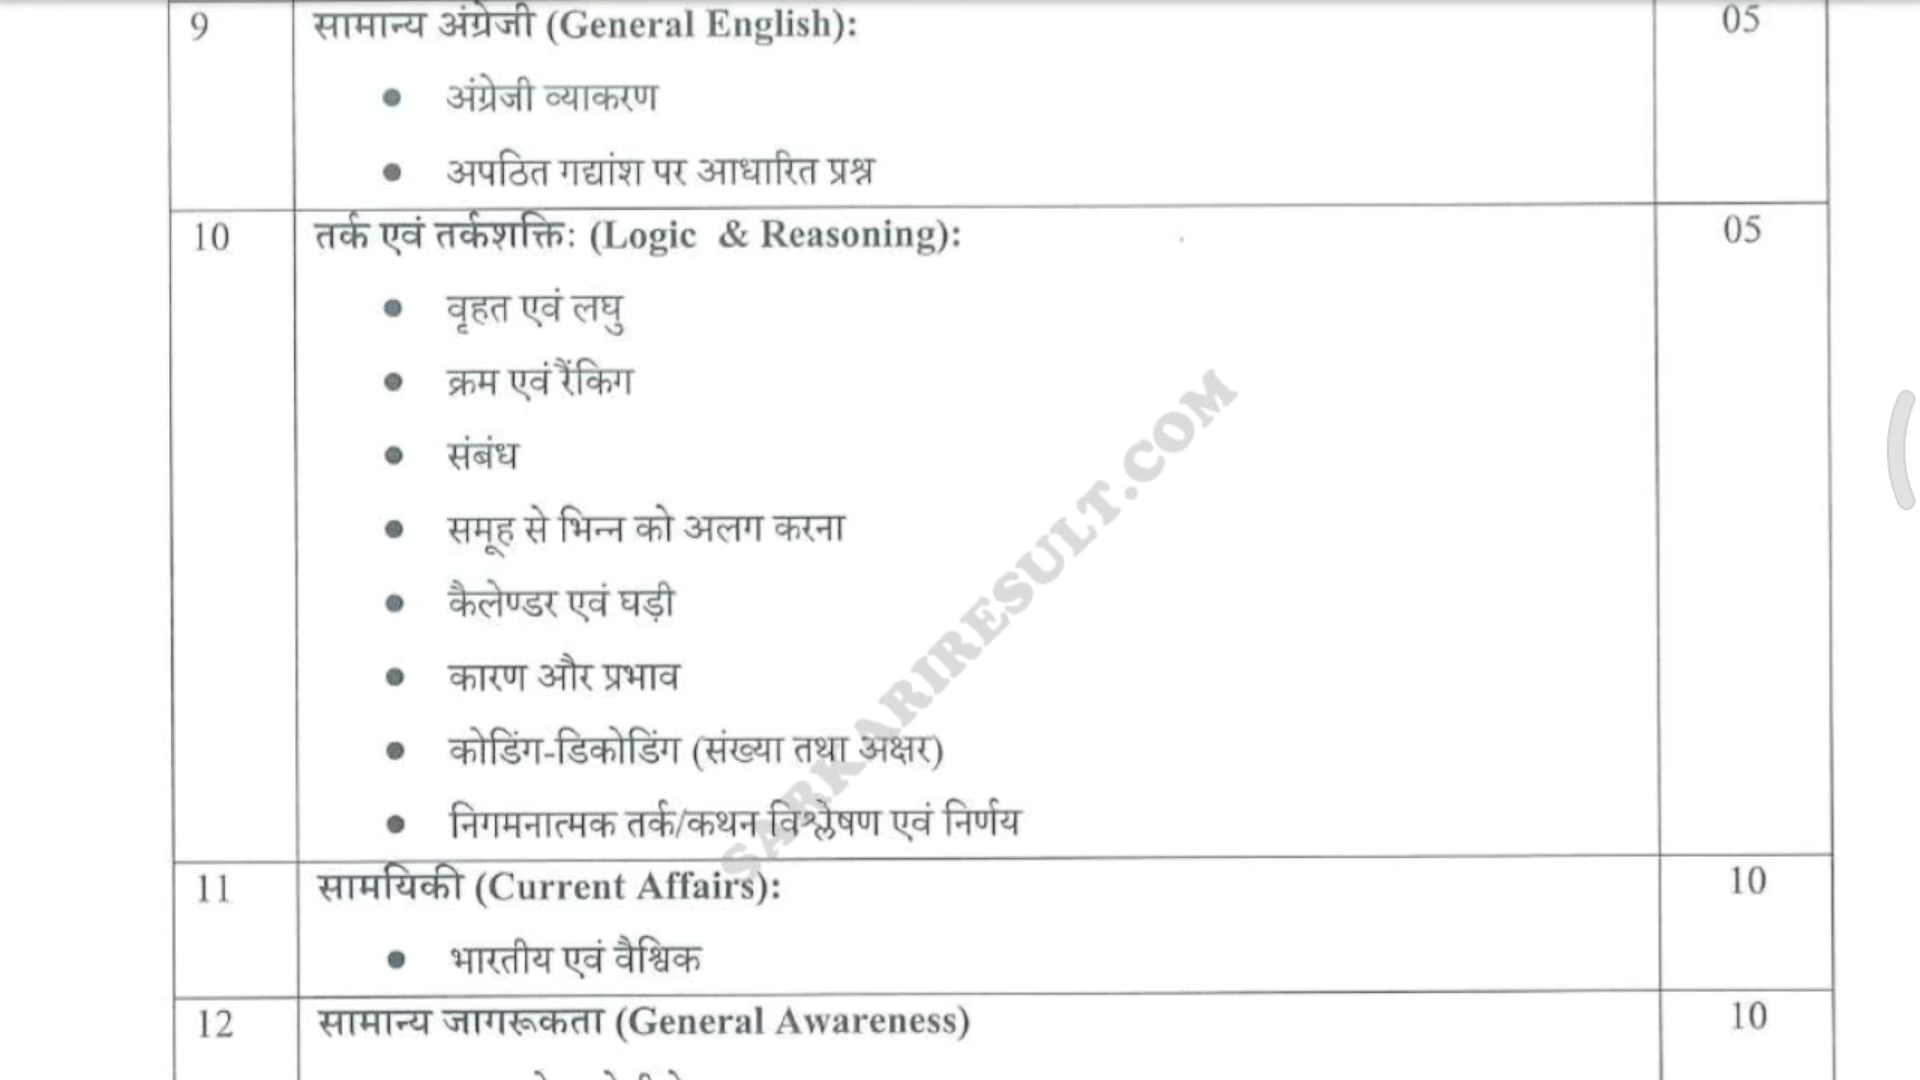 9 सामान्य अंग्रेजी (General English): 05
● अंग्रेजी व्याकरण
● अपठित गद्यांश पर आधारित प्रश्न
10 तर्क एवं तर्कशक्तिः (Logic & Reasoning): 05
● वृहत एवं लघु
● क्रम एवं रैंकिग
● संबंध
● समूह से भिन्न को अलग करना
● कैलेण्डर एवं घड़ी
● कारण और प्रभाव
● कोडिंग-डिकोडिंग (संख्या तथा अक्षर)
● निगमनात्मक तर्क/कथन विश्लेषण एवं निर्णय
11 सामयिकी (Current Affairs): 10
● भारतीय एवं वैश्विक
12 सामान्य जागरूकता (General Awareness) 10
SARKARIRESULT.COM